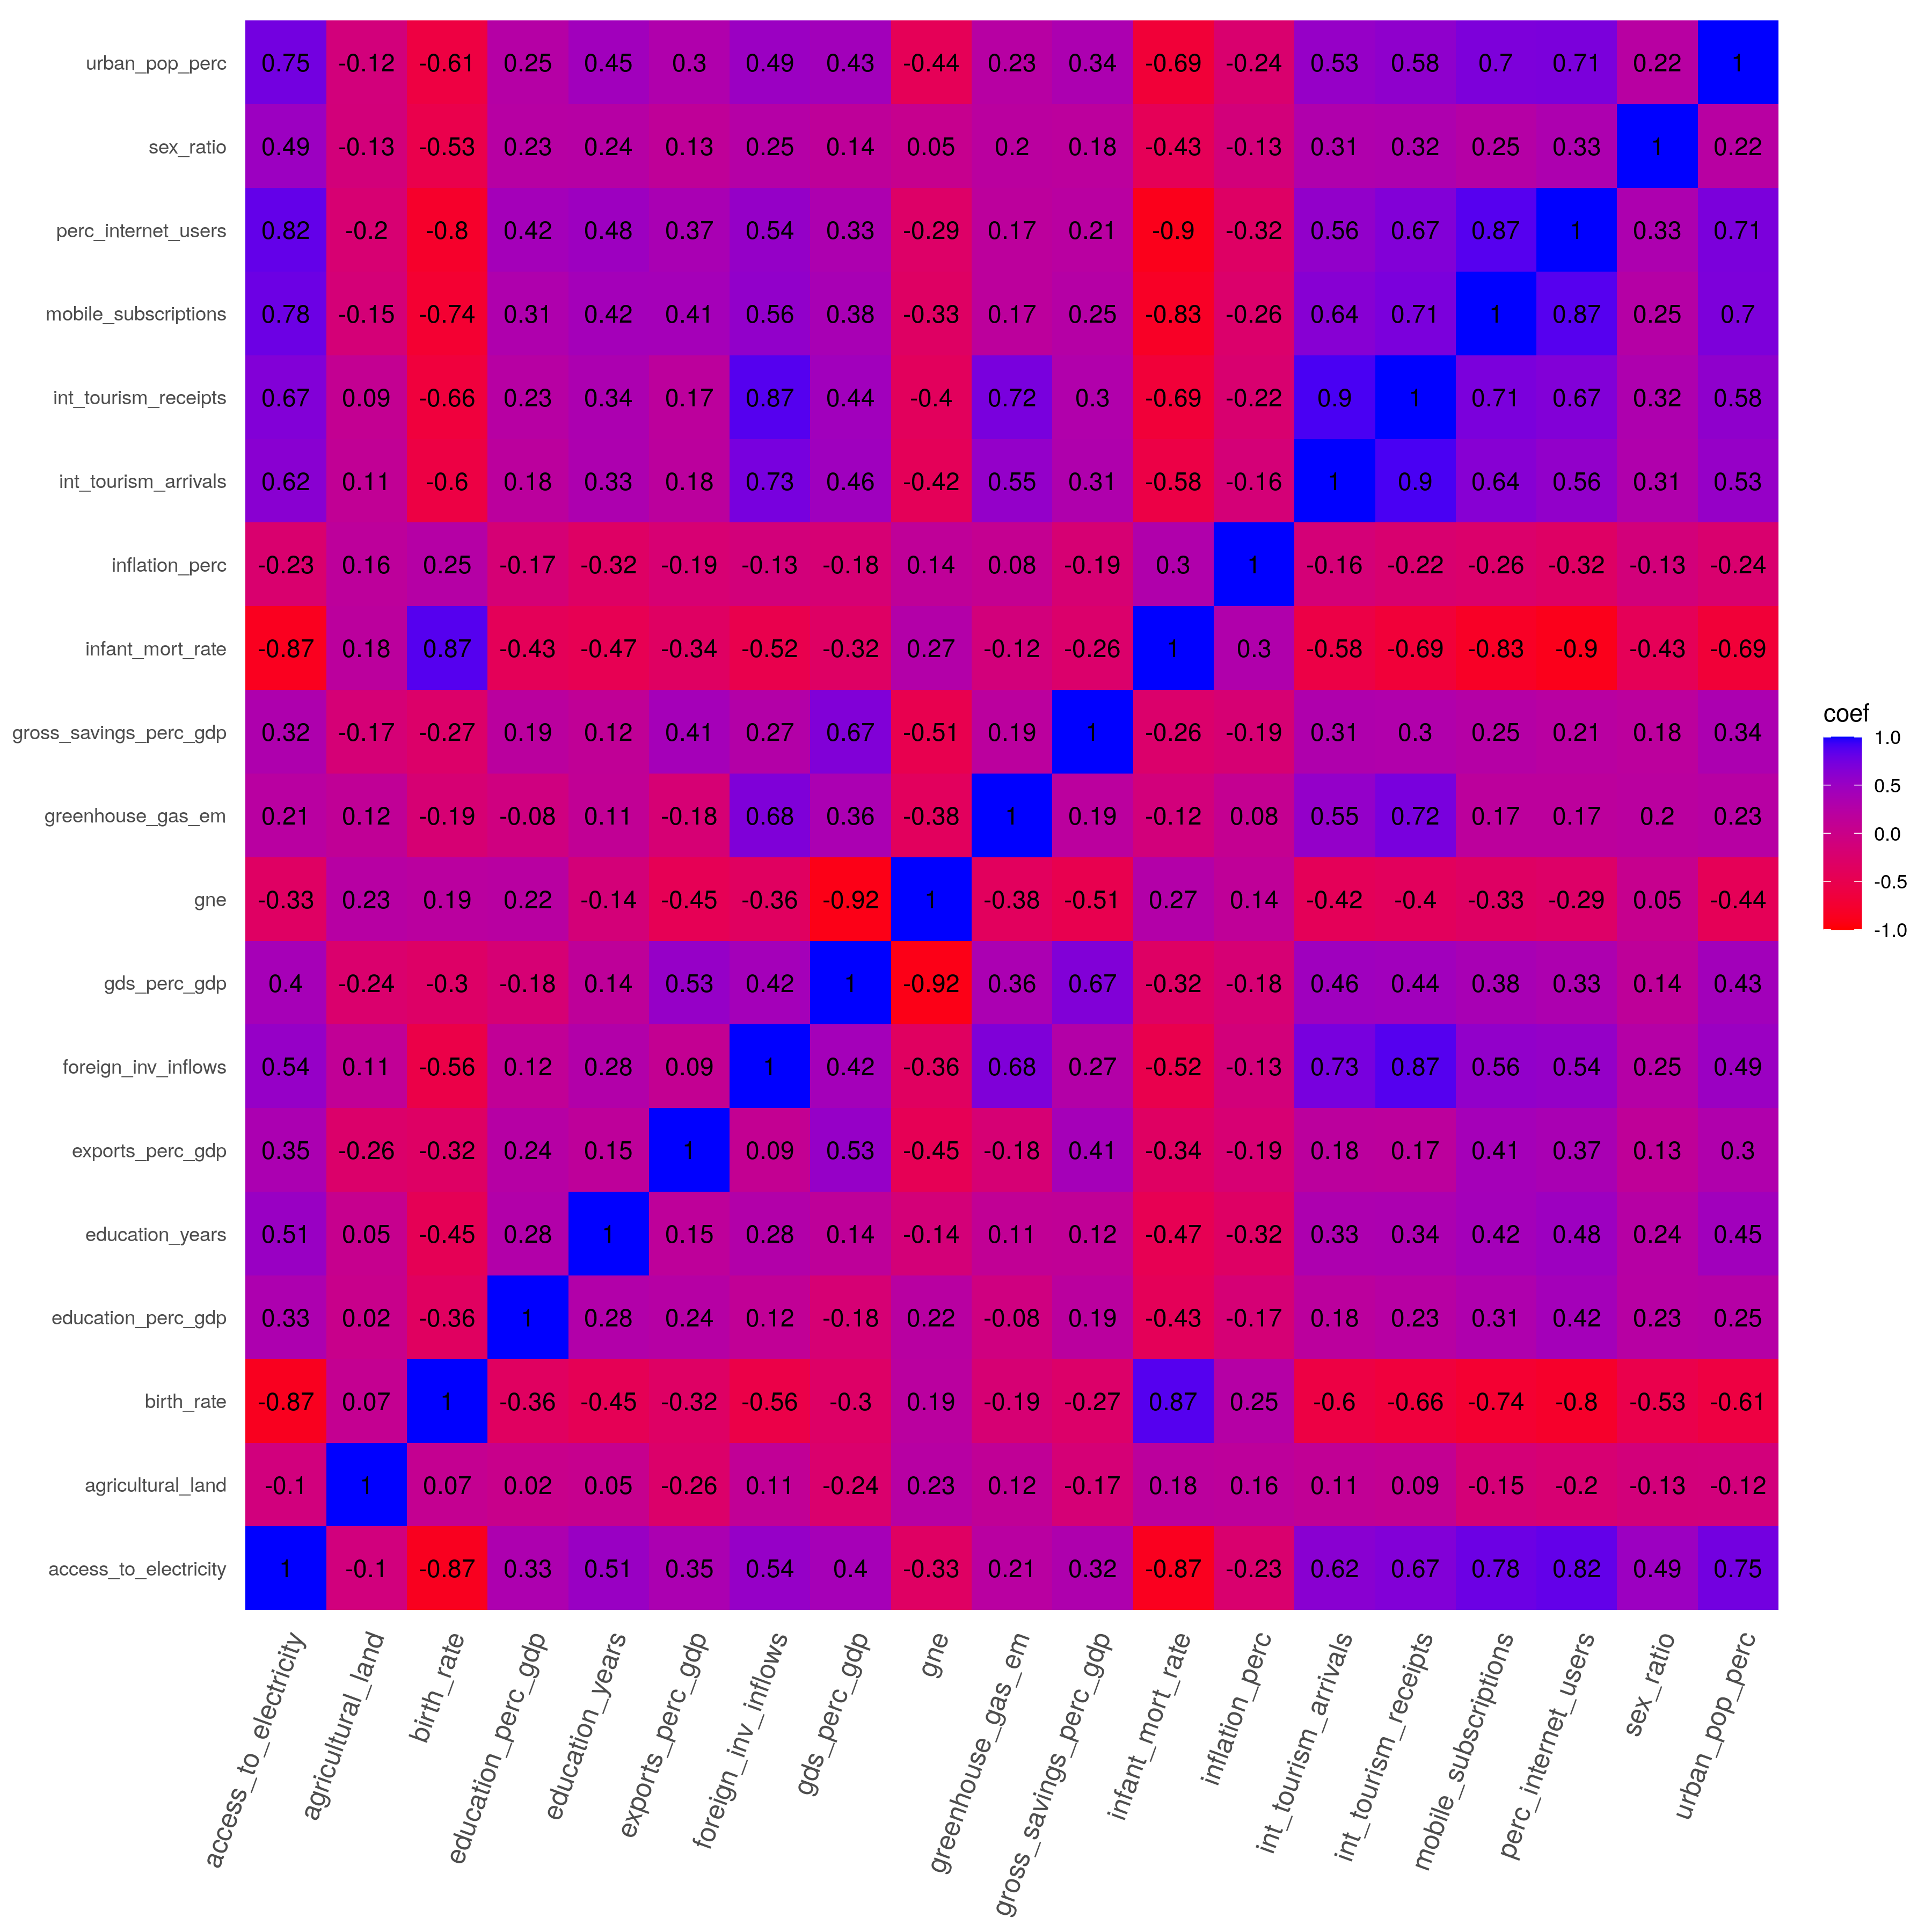 urban_pop_perc 0.75 -0.12 -0.61 0.25 0.45 0.3 0.49 0.43 -0.44 0.23 0.34 -0.69 -0.24 0.53 0.58 0.7 0.71 0.22 1
sex_ratio 0.49 -0.13 -0.53 0.23 0.24 0.13 0.25 0.14 0.05 0.2 0.18 -0.43 -0.13 0.31 0.32 0.25 0.33 1 0.22
perc_internet_users 0.82 -0.2 -0.8 0.42 0.48 0.37 0.54 0.33 -0.29 0.17 0.21 -0.9 -0.32 0.56 0.67 0.87 1 0.33 0.71
mobile_subscriptions 0.78 -0.15 -0.74 0.31 0.42 0.41 0.56 0.38 -0.33 0.17 0.25 -0.83 -0.26 0.64 0.71 1 0.87 0.25 0.7
int_tourism_receipts 0.67 0.09 -0.66 0.23 0.34 0.17 0.87 0.44 -0.4 0.72 0.3 -0.69 -0.22 0.9 1 0.71 0.67 0.32 0.58
int_tourism_arrivals 0.62 0.11 -0.6 0.18 0.33 0.18 0.73 0.46 -0.42 0.55 0.31 -0.58 -0.16 1 0.9 0.64 0.56 0.31 0.53
inflation_perc -0.23 0.16 0.25 -0.17 -0.32 -0.19 -0.13 -0.18 0.14 0.08 -0.19 0.3 1 -0.16 -0.22 -0.26 -0.32 -0.13 -0.24
infant_mort_rate -0.87 0.18 0.87 -0.43 -0.47 -0.34 -0.52 -0.32 0.27 -0.12 -0.26 1 0.3 -0.58 -0.69 -0.83 -0.9 -0.43 -0.69
gross_savings_perc_gdp 0.32 -0.17 -0.27 0.19 0.12 0.41 0.27 0.67 -0.51 0.19 1 -0.26 -0.19 0.31 0.3 0.25 0.21 0.18 0.34
greenhouse_gas_em 0.21 0.12 -0.19 -0.08 0.11 -0.18 0.68 0.36 -0.38 1 0.19 -0.12 0.08 0.55 0.72 0.17 0.17 0.2 0.23
gne -0.33 0.23 0.19 0.22 -0.14 -0.45 -0.36 -0.92 1 -0.38 -0.51 0.27 0.14 -0.42 -0.4 -0.33 -0.29 0.05 -0.44
gds_perc_gdp 0.4 -0.24 -0.3 -0.18 0.14 0.53 0.42 1 -0.92 0.36 0.67 -0.32 -0.18 0.46 0.44 0.38 0.33 0.14 0.43
foreign_inv_inflows 0.54 0.11 -0.56 0.12 0.28 0.09 1 0.42 -0.36 0.68 0.27 -0.52 -0.13 0.73 0.87 0.56 0.54 0.25 0.49
exports_perc_gdp 0.35 -0.26 -0.32 0.24 0.15 1 0.09 0.53 -0.45 -0.18 0.41 -0.34 -0.19 0.18 0.17 0.41 0.37 0.13 0.3
education_years 0.51 0.05 -0.45 0.28 1 0.15 0.28 0.14 -0.14 0.11 0.12 -0.47 -0.32 0.33 0.34 0.42 0.48 0.24 0.45
education_perc_gdp 0.33 0.02 -0.36 1 0.28 0.24 0.12 -0.18 0.22 -0.08 0.19 -0.43 -0.17 0.18 0.23 0.31 0.42 0.23 0.25
birth_rate -0.87 0.07 1 -0.36 -0.45 -0.32 -0.56 -0.3 0.19 -0.19 -0.27 0.87 0.25 -0.6 -0.66 -0.74 -0.8 -0.53 -0.61
agricultural_land -0.1 1 0.07 0.02 0.05 -0.26 0.11 -0.24 0.23 0.12 -0.17 0.18 0.16 0.11 0.09 -0.15 -0.2 -0.13 -0.12
access_to_electricity 1 -0.1 -0.87 0.33 0.51 0.35 0.54 0.4 -0.33 0.21 0.32 -0.87 -0.23 0.62 0.67 0.78 0.82 0.49 0.75
access_to_electricity
agricultural_land
birth_rate
education_perc_gdp
education_years
exports_perc_gdp
foreign_inv_inflows
gds_perc_gdp
gne
greenhouse_gas_em
gross_savings_perc_gdp
infant_mort_rate
inflation_perc
int_tourism_arrivals
int_tourism_receipts
mobile_subscriptions
perc_internet_users
sex_ratio
urban_pop_perc
coef
1.0
0.5
0.0
-0.5
-1.0